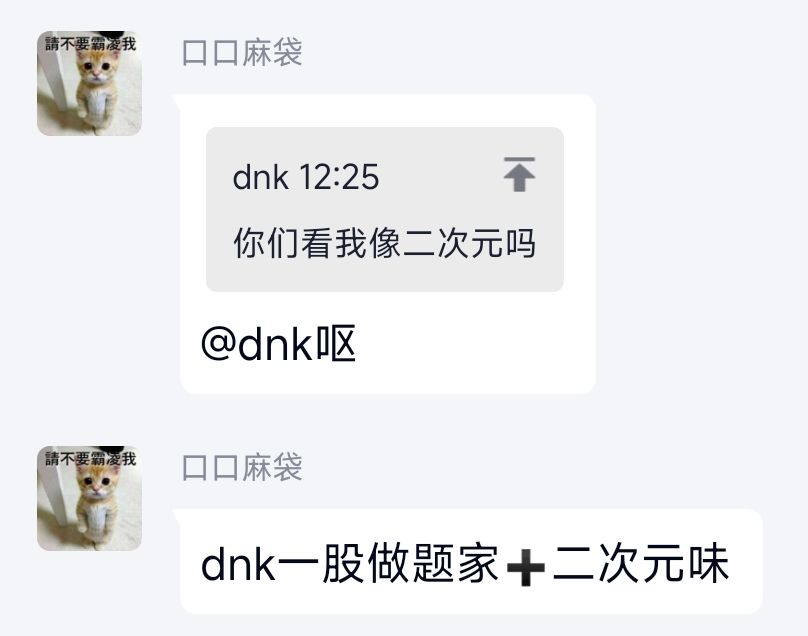 請不要霸凌我
口口麻袋
dnk 12:25
你们看我像二次元吗
@dnk呕
請不要霸凌我
口口麻袋
dnk一股做题家➕二次元味